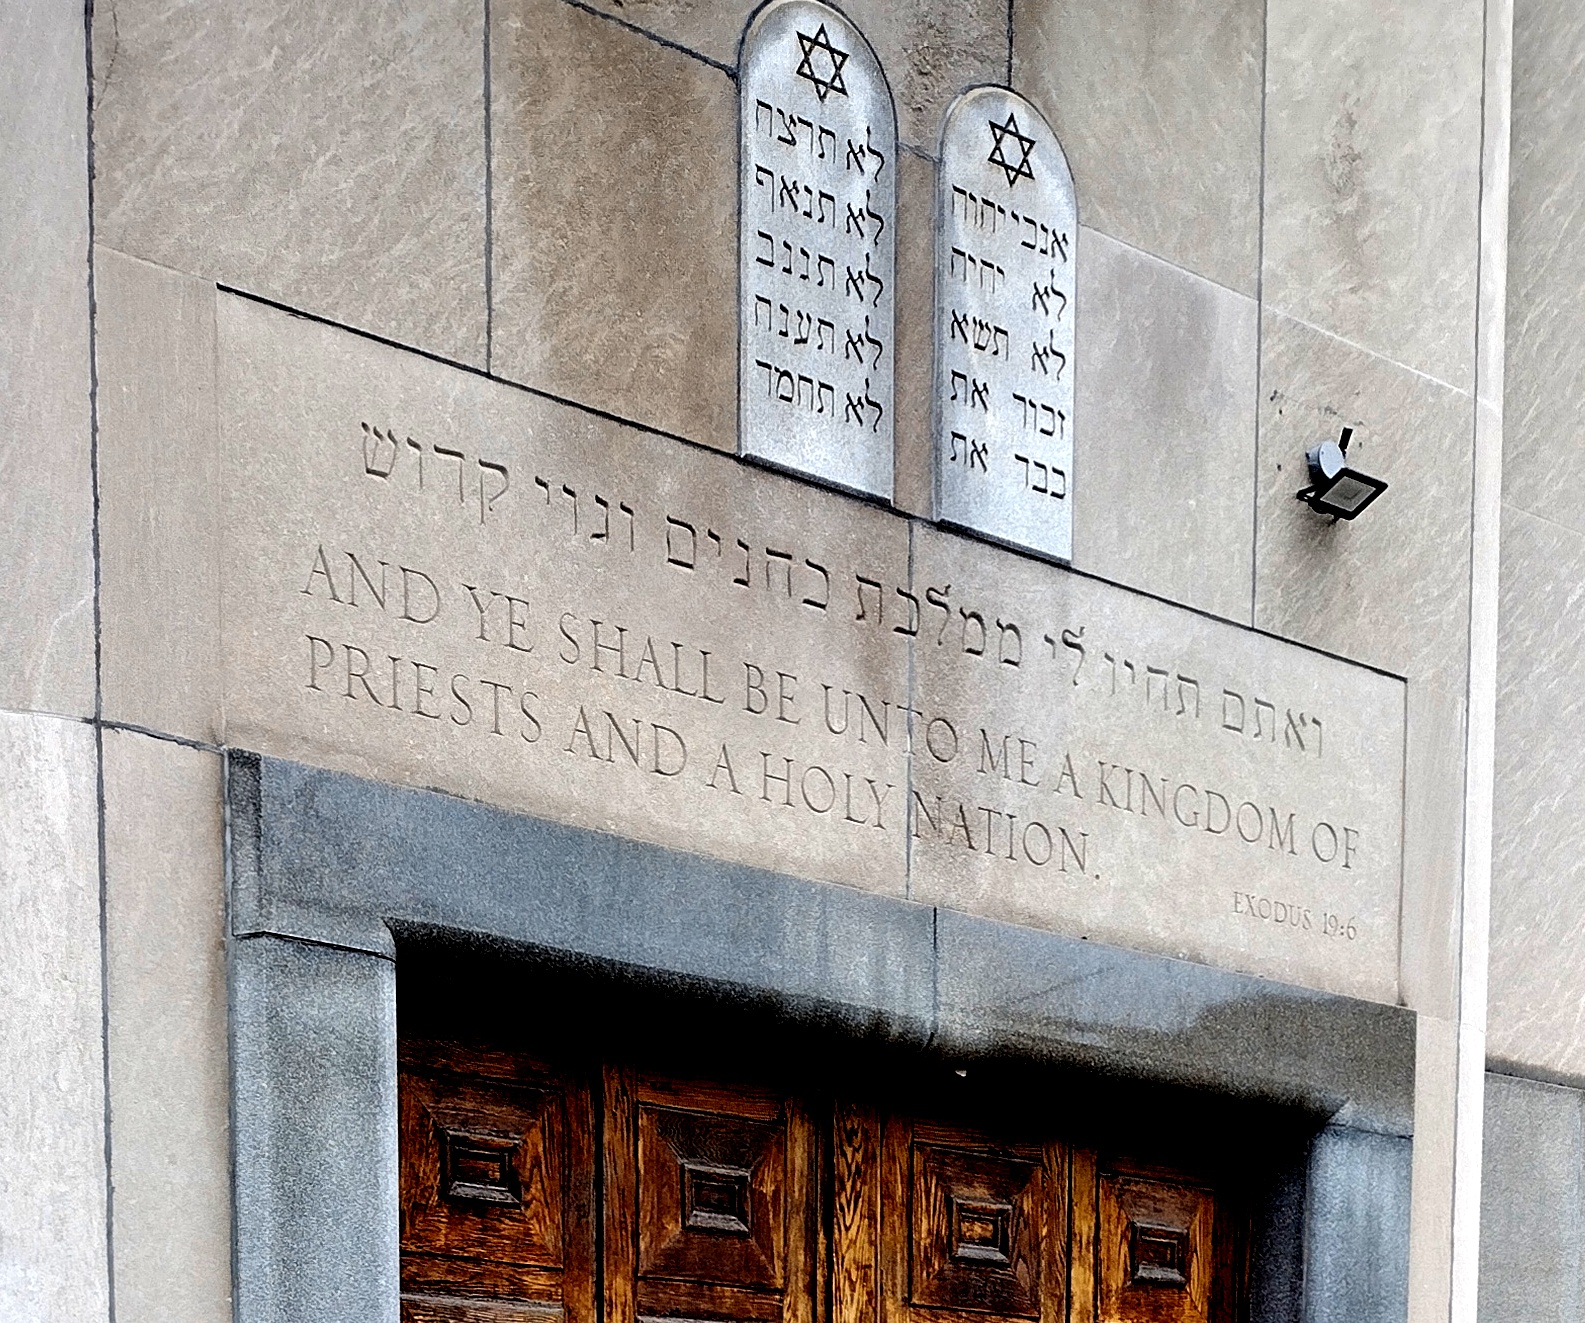 אנכי יהוה
לא יהיה
לא תשא
זכור את
כבד את
לא תרצח
לא תנאף
לא תגנב
לא תענה
לא תחמד
ואתם תהיו לי ממלכת כהנים וגוי קדוש
AND YE SHALL BE UNTO ME A KINGDOM OF
PRIESTS AND A HOLY NATION.
EXODUS 19:6